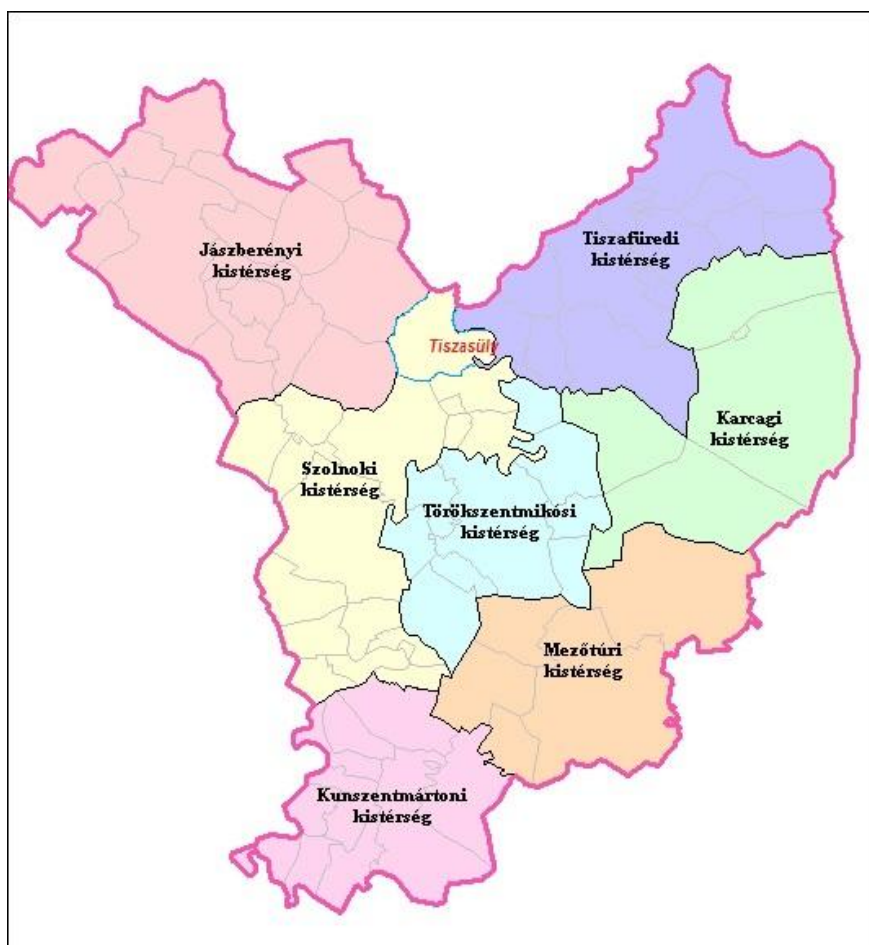 Jászberényi
kistérség
Tiszafüredi
kistérség
Tiszasüly
Karcagi
kistérség
Szolnoki
kistérség
Törökszentmikósi
kistérség
Mezőtúri
kistérség
Kunszentmártoni
kistérség